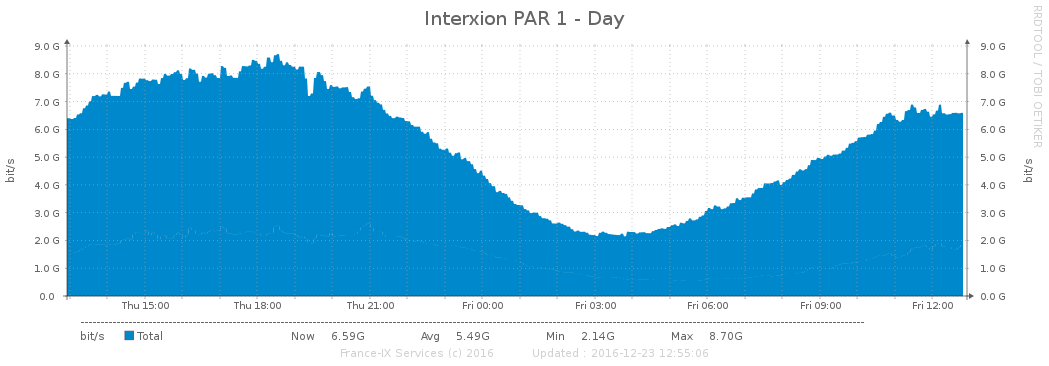 Interxion PAR 1 - Day
RRDTOOL / TOBI OETIKER
bit/s
9.0 G
8.0 G
7.0 G
6.0 G
5.0 G
4.0 G
3.0 G
2.0 G
1.0 G
0.0
9.0 G
8.0 G
7.0 G
6.0 G
5.0 G
4.0 G
3.0 G
2.0 G
1.0 G
0.0 G
bit/s
Thu 15:00 Thu 18:00 Thu 21:00 Fri 00:00 Fri 03:00 Fri 06:00 Fri 09:00 Fri 12:00
bit/s Total Now 6.59G Avg 5.49G Min 2.14G Max 8.70G
France-IX Services (c) 2016 Updated : 2016-12-23 12:55:06